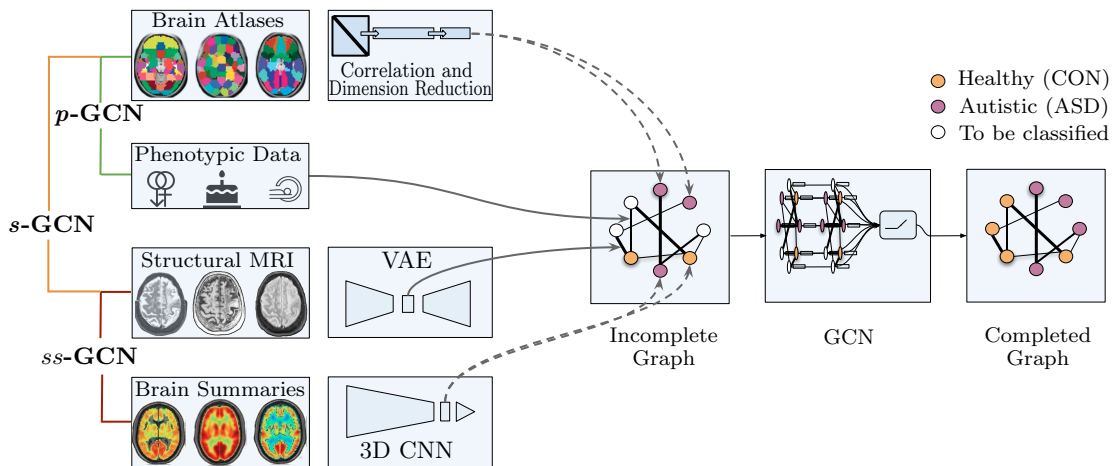 Brain Atlases
Correlation and
Dimension Reduction
p-GCN
Phenotypic Data
s-GCN
Structural MRI
VAE
ss-GCN
Brain Summaries
3D CNN
Healthy (CON)
Autistic (ASD)
To be classified
Incomplete
Graph
GCN
Completed
Graph